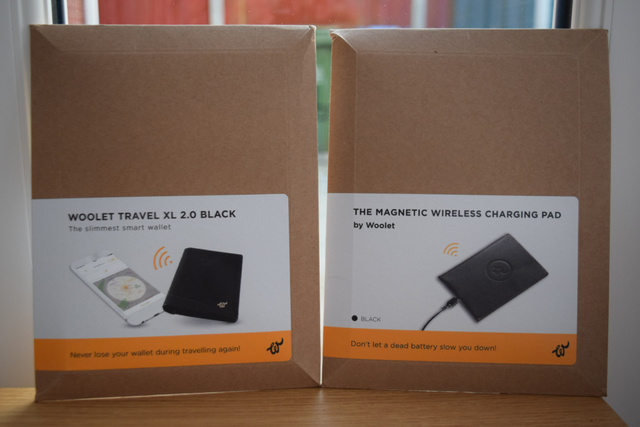 WOOLET TRAVEL XL 2.0 BLACK
The slimmest smart wallet
Never lose your wallet during travelling again!
THE MAGNETIC WIRELESS CHARGING PAD
by Woolet
BLACK
Don't let a dead battery slow you down!